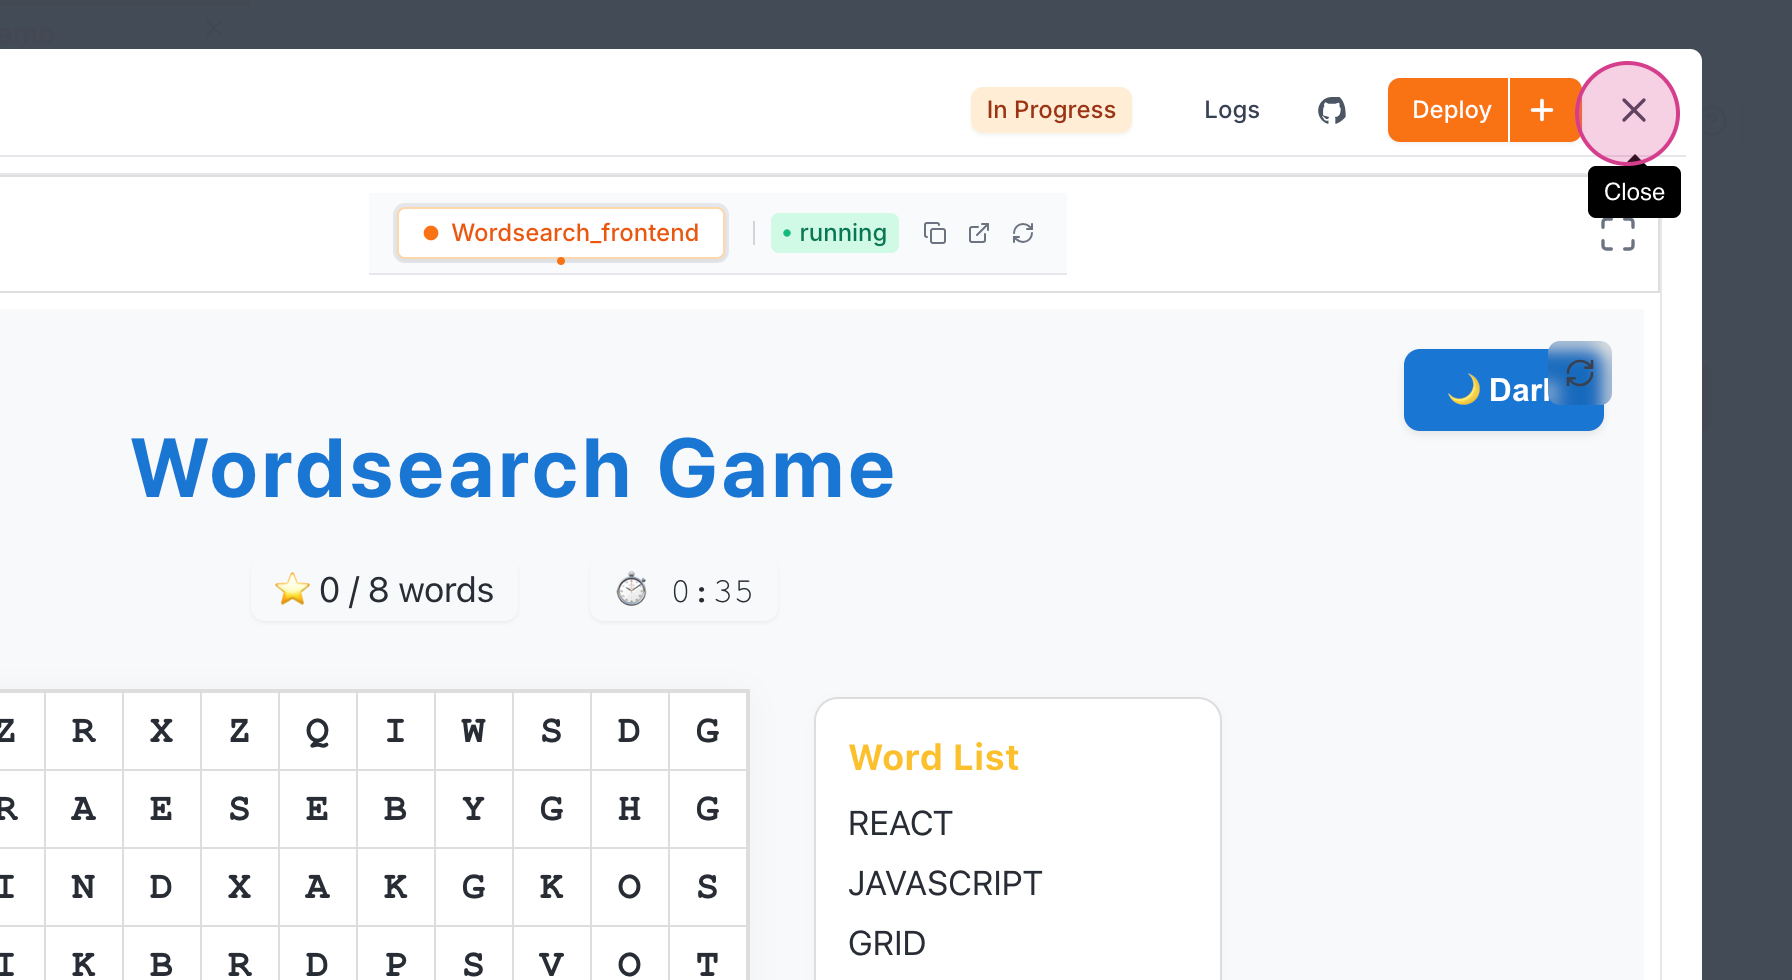 In Progress
Logs
Deploy
Close
Wordsearch_frontend
running
🌙 Dark
Wordsearch Game
⭐ 0 / 8 words
⏱ 0:35
Z R X Z Q I W S D G
R A E S E B Y G H G
I N D X A K G K O S
I K B R D P S V O T
Word List
REACT
JAVASCRIPT
GRID